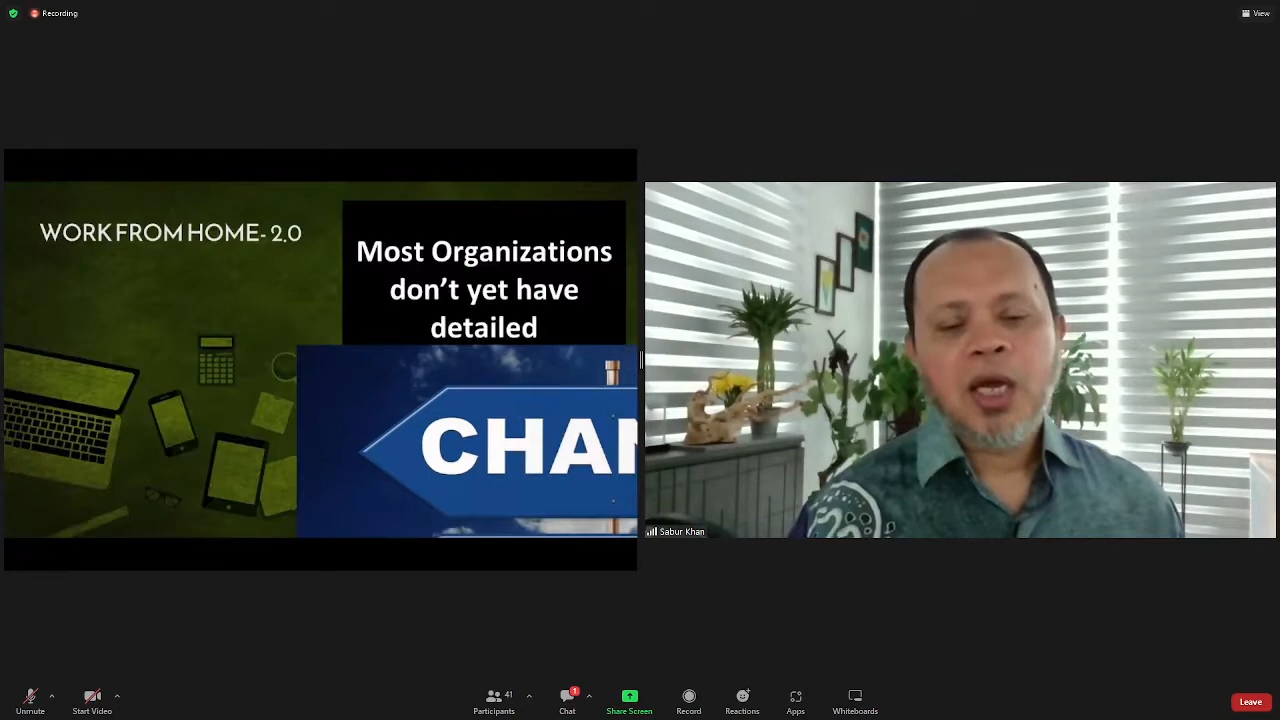 Recording
View
WORK FROM HOME- 2.0
Most Organizations
don't yet have
detailed
CHAN
Sabur Khan
41
1
Unmute
Start Video
Participants
Chat
Share Screen
Record
Reactions
Apps
Whiteboards
Leave